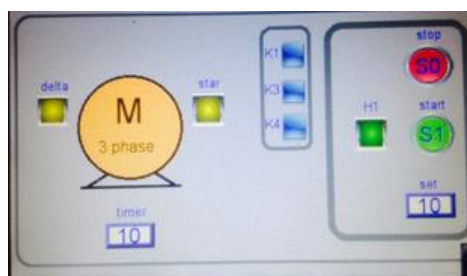 stop
S0
K1
delta
star
M
3 phase
K3
K4
H1
start
S1
set
10
timer
10